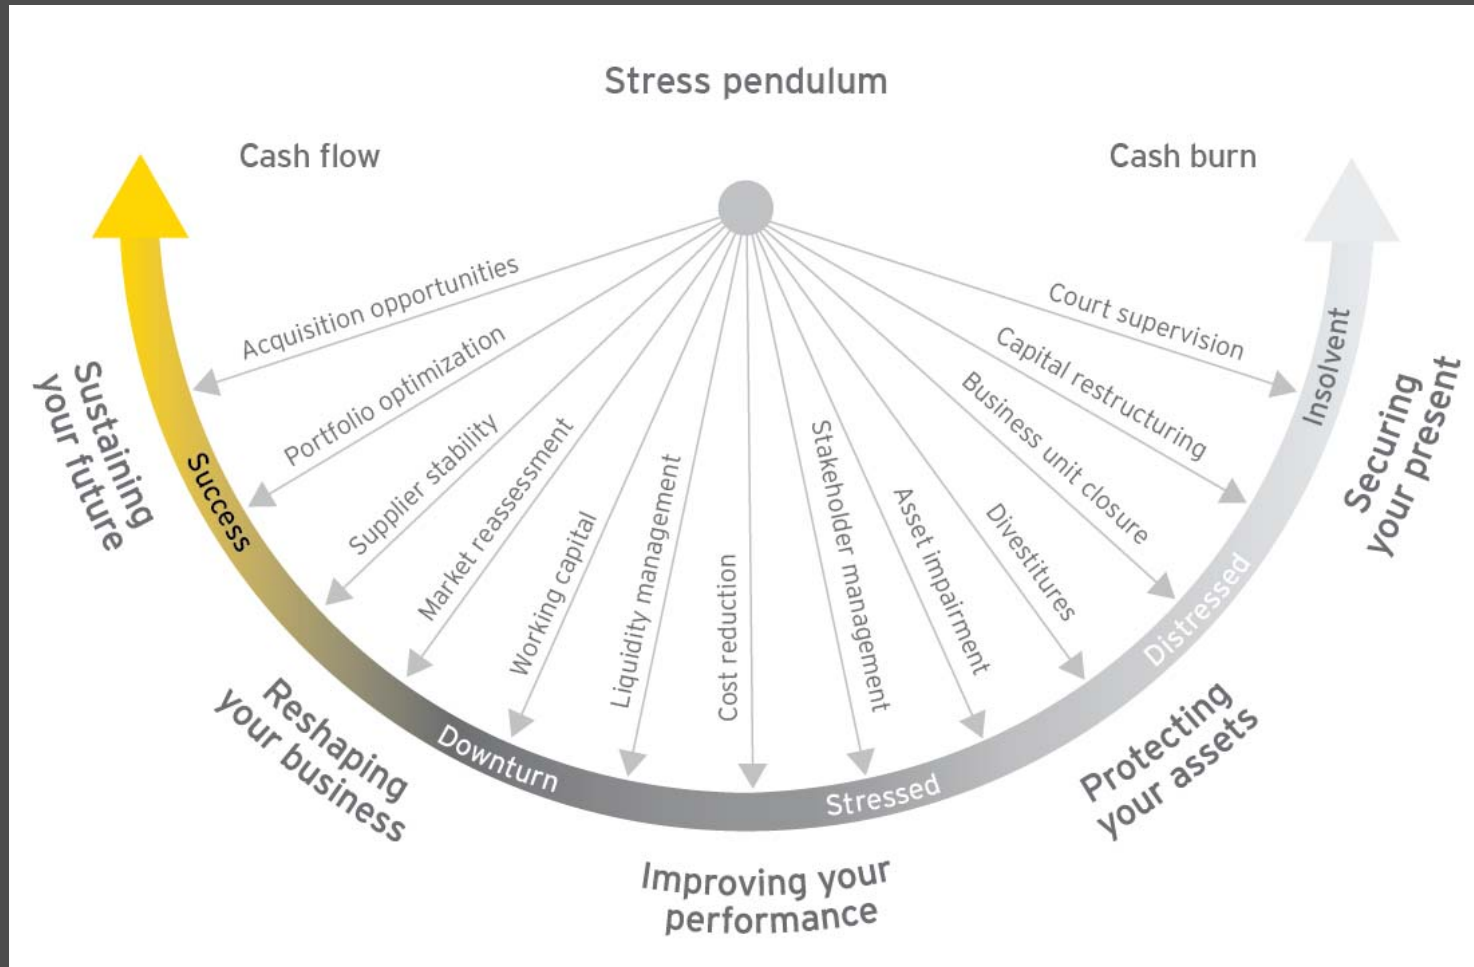 Stress pendulum
Cash flow
Cash burn
Acquisition opportunities
Portfolio optimization
Supplier stability
Market reassessment
Working capital
Liquidity management
Cost reduction
Stakeholder management
Asset impairment
Divestitures
Business unit closure
Capital restructuring
Court supervision
Success
Downturn
Stressed
Distressed
Insolvent
Sustaining
your future
Reshaping
your business
Improving your
performance
Protecting
your assets
Securing
your present